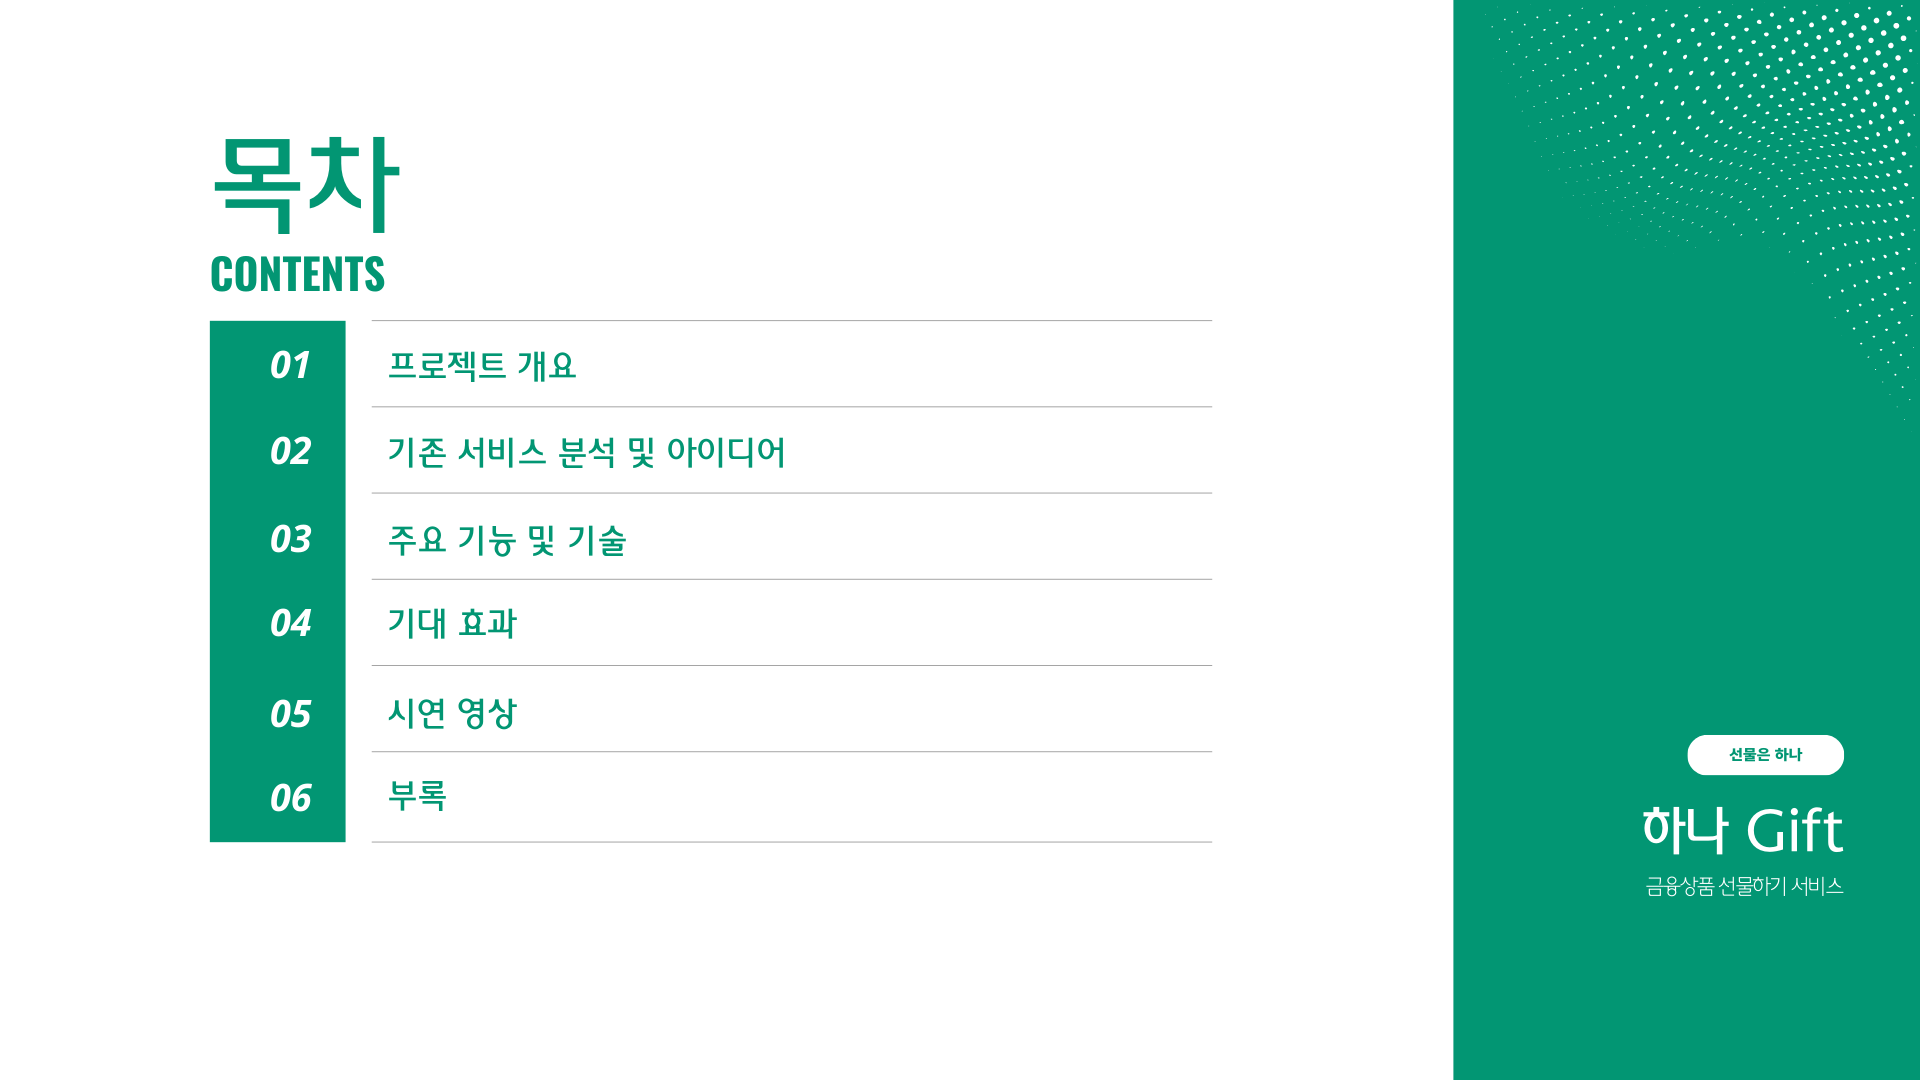 목차
CONTENTS
01 프로젝트 개요
02 기존 서비스 분석 및 아이디어
03 주요 기능 및 기술
04 기대 효과
05 시연 영상
06 부록
선물은 하나
하나 Gift
금융상품 선물하기 서비스